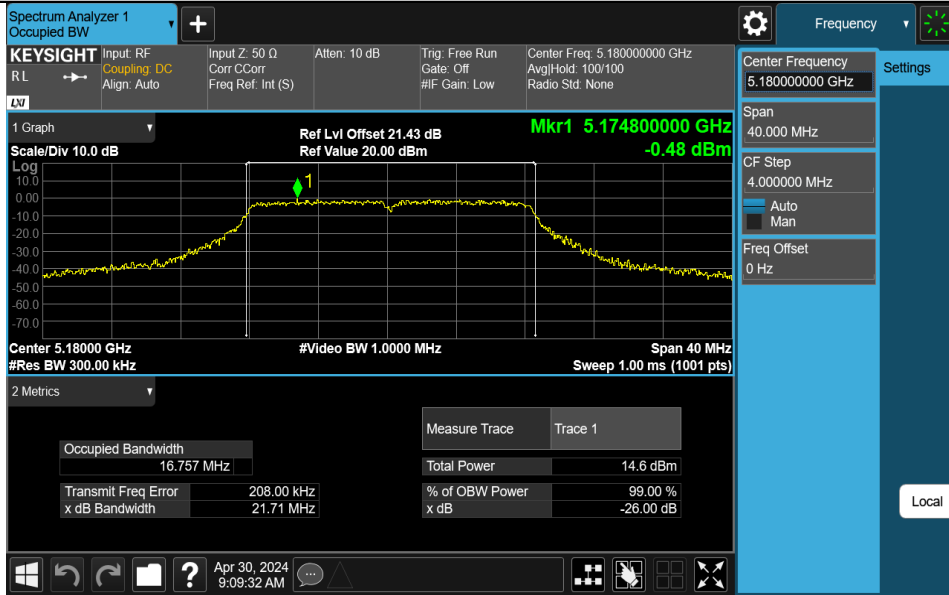 Spectrum Analyzer 1
Occupied BW
Frequency
KEYSIGHT
RL
LXI
Input: RF
Coupling: DC
Align: Auto
Input Z: 50 Ω
Corr CCorr
Freq Ref: Int (S)
Atten: 10 dB
Trig: Free Run
Gate: Off
#IF Gain: Low
Center Freq: 5.180000000 GHz
Avg|Hold: 100/100
Radio Std: None
Center Frequency
5.180000000 GHz
Settings
Span
40.000 MHz
CF Step
4.000000 MHz
Auto
Man
Freq Offset
0 Hz
Local
1 Graph
Scale/Div 10.0 dB
Ref Lvl Offset 21.43 dB
Ref Value 20.00 dBm
Mkr1 5.174800000 GHz
-0.48 dBm
Log
10.0
0.00
-10.0
-20.0
-30.0
-40.0
-50.0
-60.0
-70.0
1
Center 5.18000 GHz
#Res BW 300.00 kHz
#Video BW 1.0000 MHz
Span 40 MHz
Sweep 1.00 ms (1001 pts)
2 Metrics
Occupied Bandwidth
16.757 MHz
Transmit Freq Error 208.00 kHz
x dB Bandwidth 21.71 MHz
Measure Trace Trace 1
Total Power 14.6 dBm
% of OBW Power 99.00 %
x dB -26.00 dB
Apr 30, 2024
9:09:32 AM